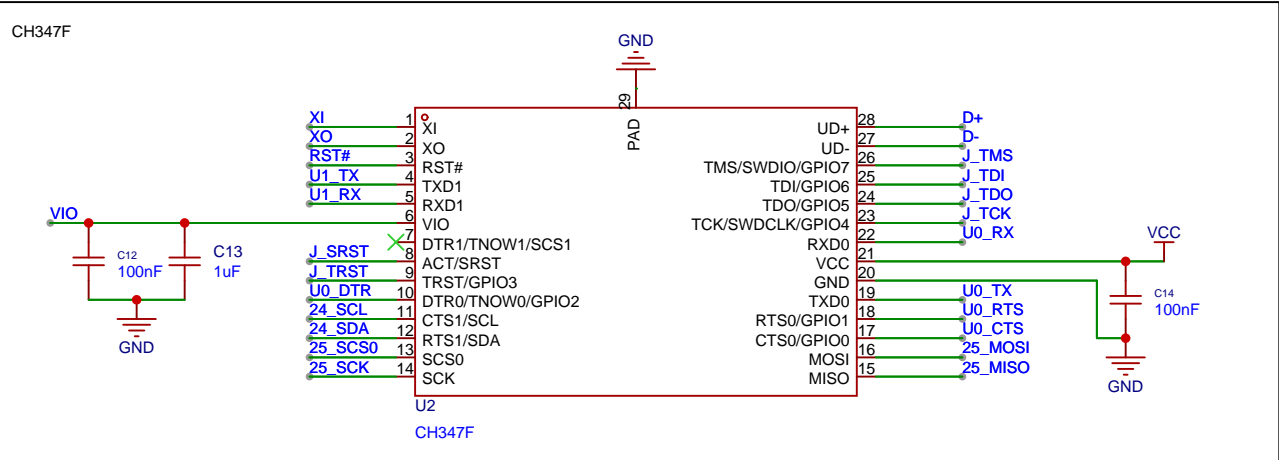 CH347F
GND
29
PAD
XI 1 XI
XO 2 XO
RST# 3 RST#
U1_TX 4 TXD1
U1_RX 5 RXD1
VIO 6 VIO
7 DTR1/TNOW1/SCS1
J_SRST 8 ACT/SRST
J_TRST 9 TRST/GPIO3
U0_DTR 10 DTR0/TNOW0/GPIO2
24_SCL 11 CTS1/SCL
24_SDA 12 RTS1/SDA
25_SCS0 13 SCS0
25_SCK 14 SCK
UD+ 28 D+
UD- 27 D-
TMS/SWDIO/GPIO7 26 J_TMS
TDI/GPIO6 25 J_TDI
TDO/GPIO5 24 J_TDO
TCK/SWDCLK/GPIO4 23 J_TCK
RXD0 22 U0_RX
VCC 21 VCC
GND 20
TXD0 19 U0_TX
RTS0/GPIO1 18 U0_RTS
CTS0/GPIO0 17 U0_CTS
MOSI 16 25_MOSI
MISO 15 25_MISO
C12
100nF
C13
1uF
GND
C14
100nF
GND
U2
CH347F